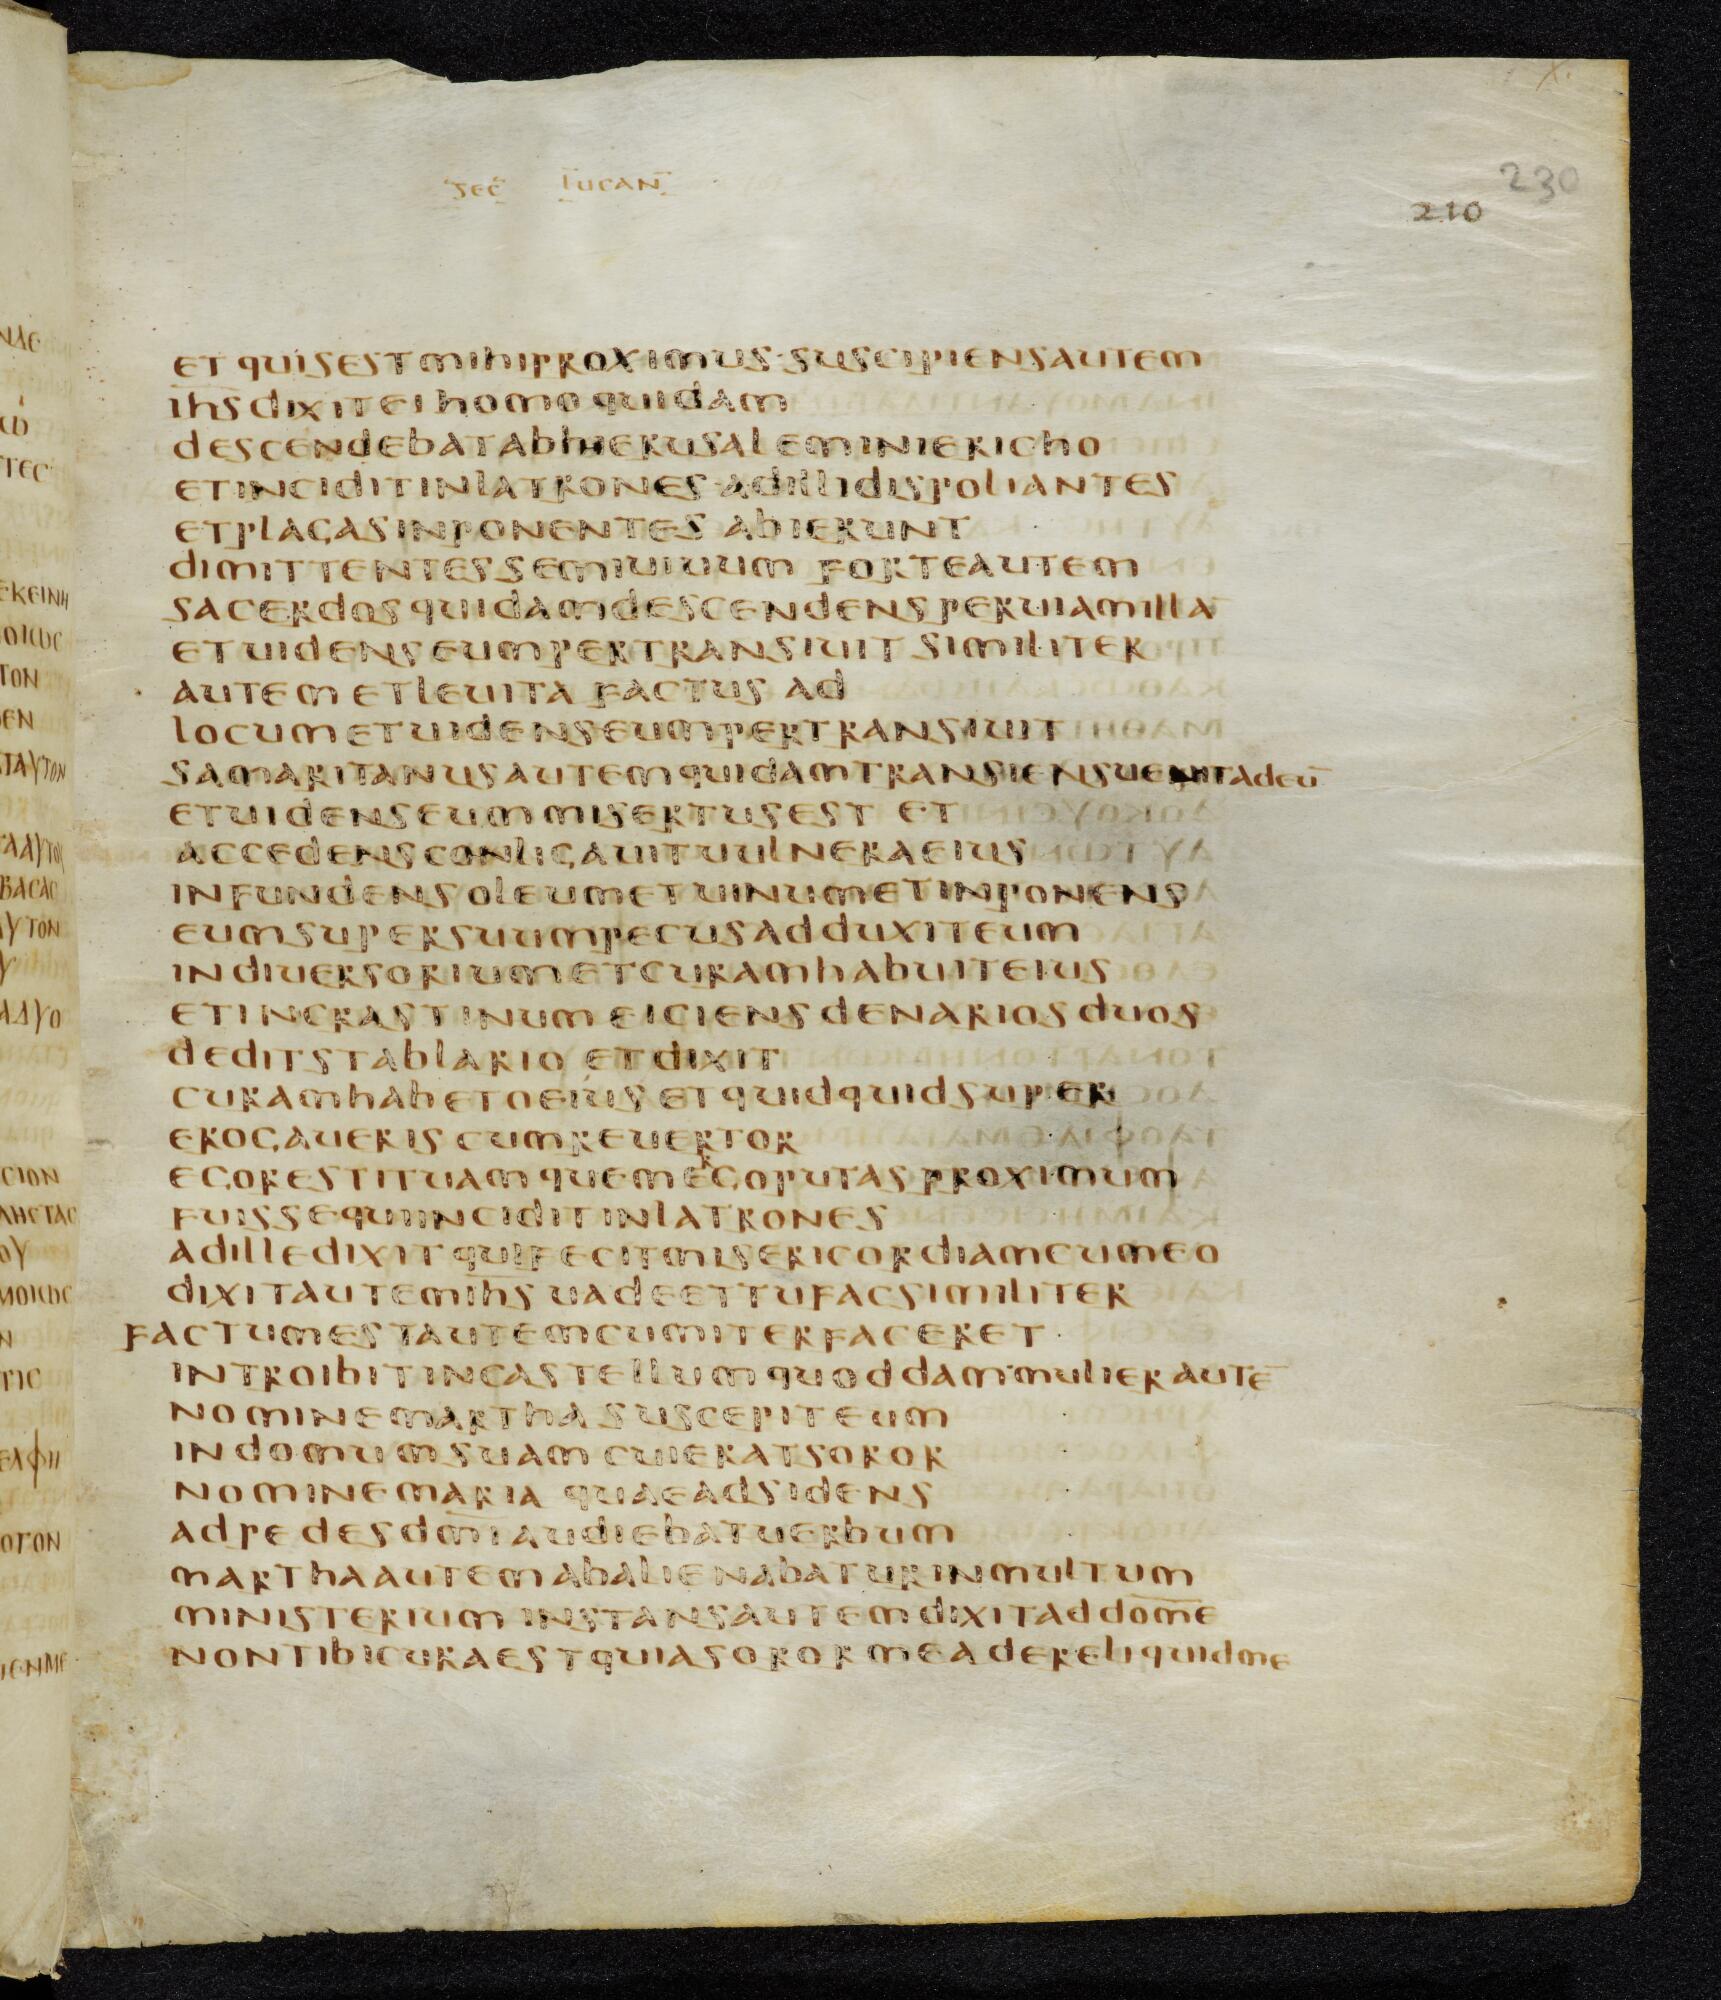 sec lucan
230
210
et quis est mihi proximus · suscipiens autem
ihs dixit ei homo quidam
descendebat ab hierusalem in iericho
et incidit in latrones · ad illi dispoliantes
et plagas inponentes abierunt
dimittentes semiuiuum forte autem
sacerdos quidam descendens per uiam illa
et uidens eum pertransiuit similiter
autem et leuita factus ad
locum et uidens eum pertransiuit
samaritanus autem quidam transiens uenit ad eū
et uidens eum misertus est et
accedens conligauit uulnera eius
infundens oleum et uinum et inponens
eum super suum pecus adduxit eum
in diuersorium et curam habuit eius
et in crastinum eiciens denarios duos
dedit stablario et dixit
curam habeto eius et quidquid super
erogaueris cum reuertor
ego restituam quem ergo putas proximum
fuisse qui incidit in latrones
ad ille dixit qui fecit misericordiam cum eo
dixit autem ihs uade et tu fac similiter
factum est autem cum iter faceret
introibit in castellum quoddam · mulier autē
nomine martha suscepit eum
in domum suam cui erat soror
nomine maria quae adsidens
ad pedes dmi audiebat uerbum
martha autem abalienabatur in multum
ministerium instans autem dixit ad dome
non tibi cura est quia soror mea dereliquid me